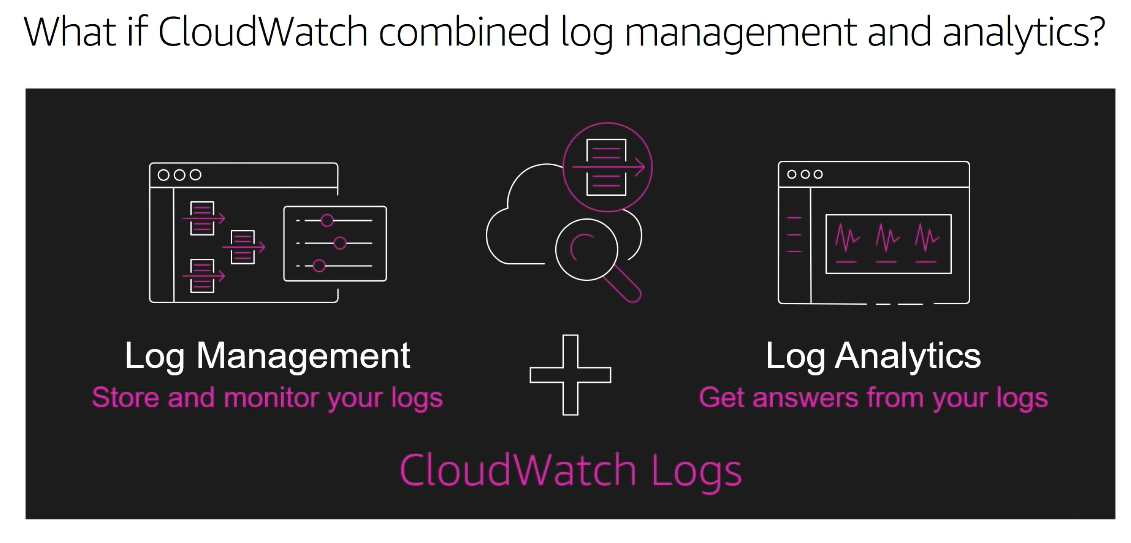 What if CloudWatch combined log management and analytics?
Log Management
Store and monitor your logs
Log Analytics
Get answers from your logs
CloudWatch Logs